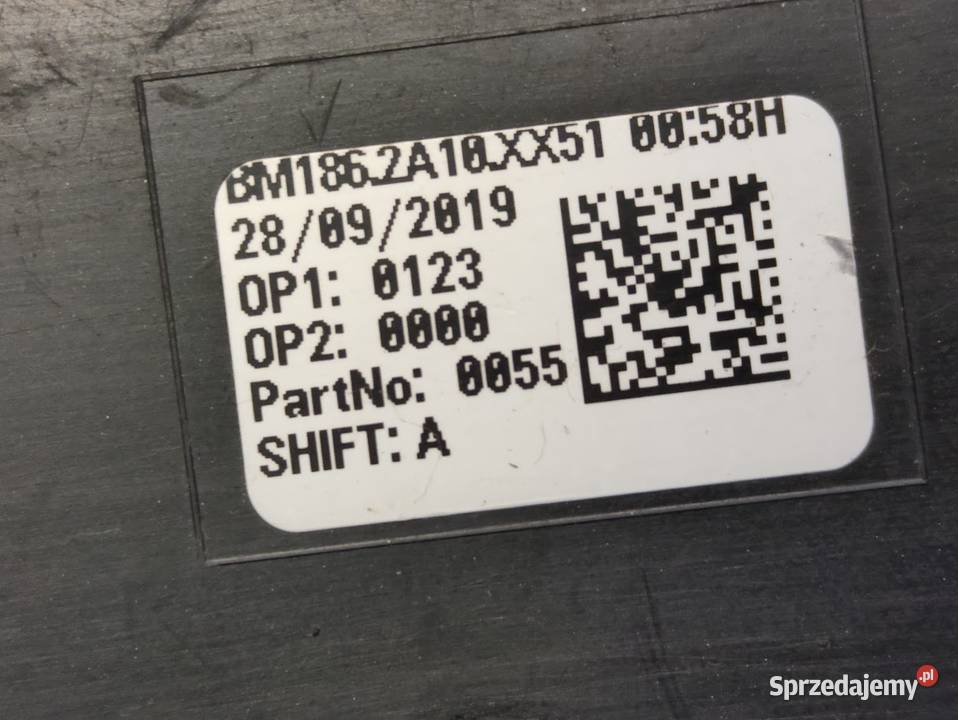 BM186.2A10.XX51 00:58H
28/09/2019
OP1: 0123
OP2: 0000
PartNo: 0055
SHIFT: A
Sprzedajemy.pl